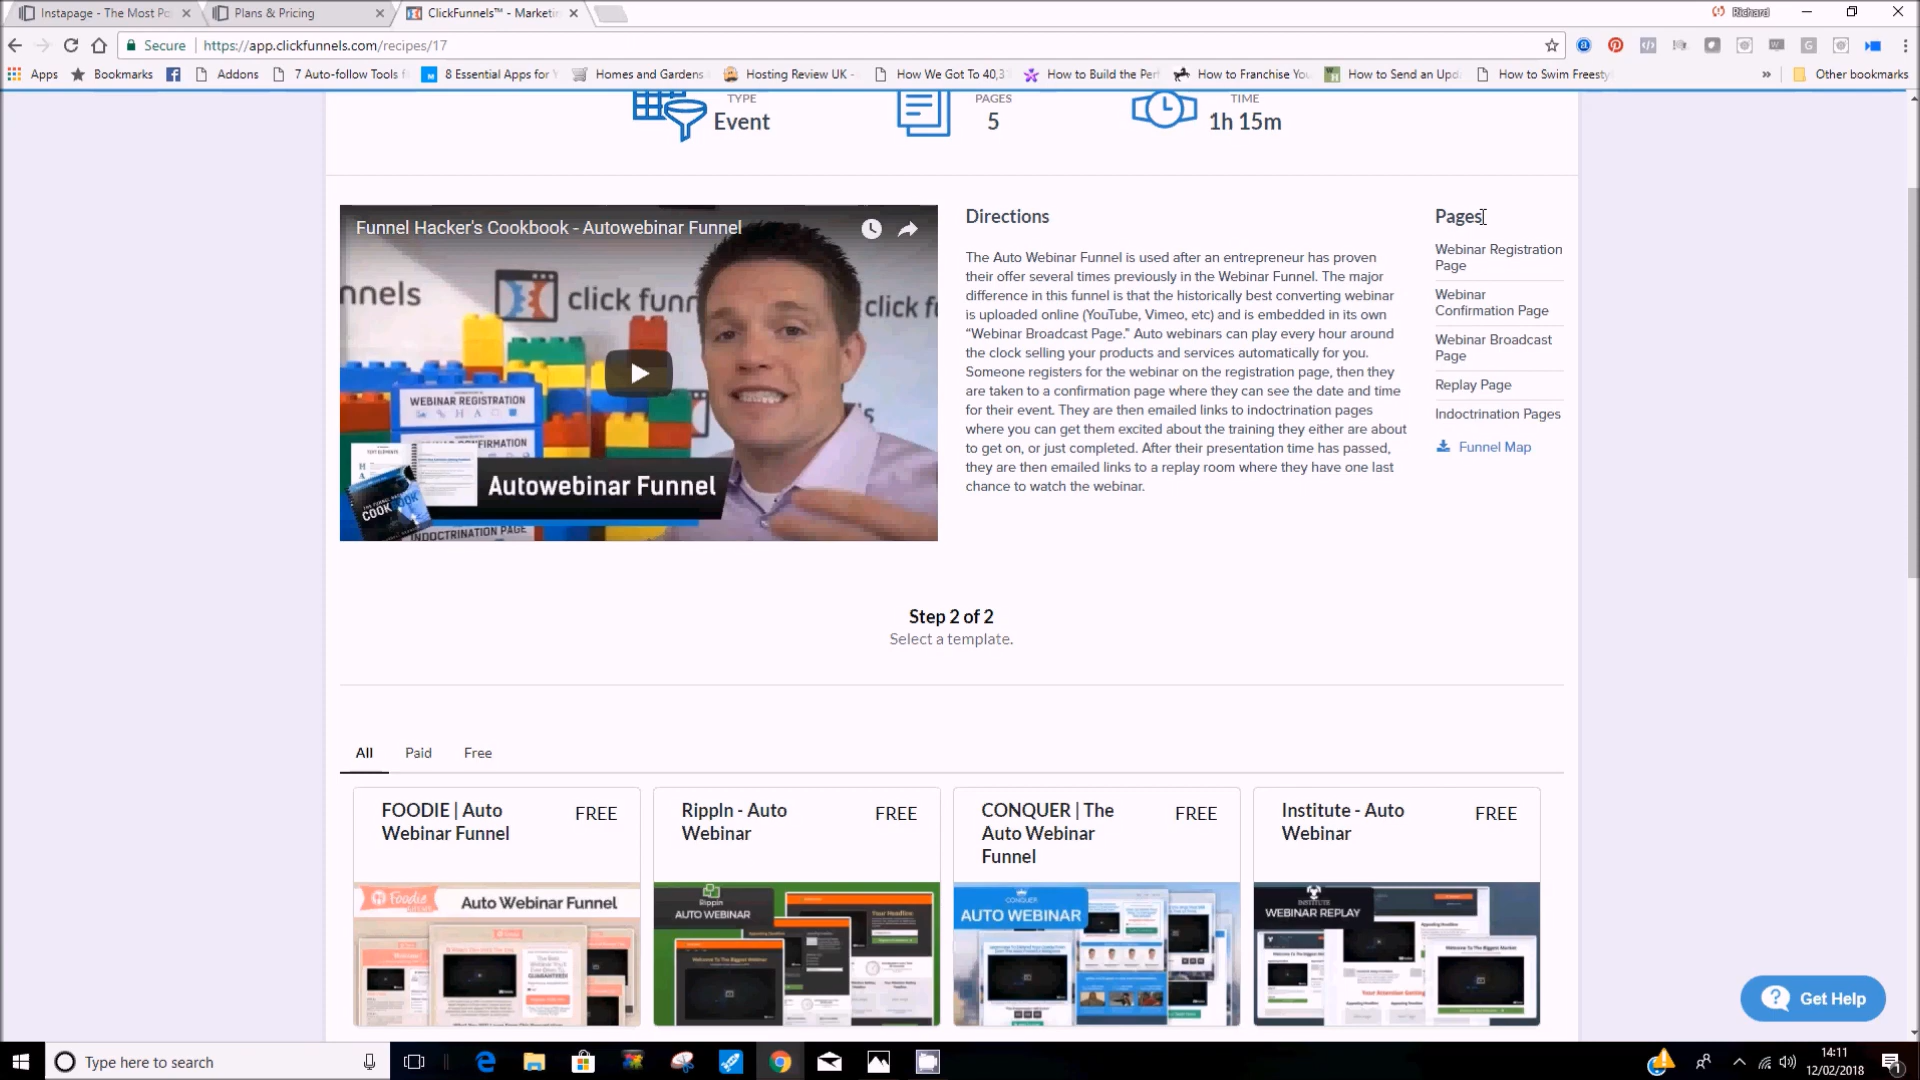 Instapage - The Most Po
Plans & Pricing
ClickFunnels™ - Marketin
Richard
Secure
https://app.clickfunnels.com/recipes/17
Apps
Bookmarks
Addons
7 Auto-follow Tools f
8 Essential Apps for
Homes and Gardens
Hosting Review UK -
How We Got To 40,3
How to Build the Perf
How to Franchise You
How to Send an Upd
How to Swim Freesty
Other bookmarks
TYPE
Event
PAGES
5
TIME
1h 15m
Funnel Hacker's Cookbook - Autowebinar Funnel
nnels
click funn
click f
WEBINAR REGISTRATION
COOKBOOK
Autowebinar Funnel
INDOCTRINATION PAGE
Directions
The Auto Webinar Funnel is used after an entrepreneur has proven
their offer several times previously in the Webinar Funnel. The major
difference in this funnel is that the historically best converting webinar
is uploaded online (YouTube, Vimeo, etc) and is embedded in its own
“Webinar Broadcast Page.” Auto webinars can play every hour around
the clock selling your products and services automatically for you.
Someone registers for the webinar on the registration page, then they
are taken to a confirmation page where they can see the date and time
for their event. They are then emailed links to indoctrination pages
where you can get them excited about the training they either are about
to get on, or just completed. After their presentation time has passed,
they are then emailed links to a replay room where they have one last
chance to watch the webinar.
Pages
Webinar Registration
Page
Webinar
Confirmation Page
Webinar Broadcast
Page
Replay Page
Indoctrination Pages
Funnel Map
Step 2 of 2
Select a template.
All
Paid
Free
FOODIE | Auto
Webinar Funnel
FREE
RippIn - Auto
Webinar
FREE
CONQUER | The
Auto Webinar
Funnel
FREE
Institute - Auto
Webinar
FREE
Foodie
Auto Webinar Funnel
Rippin
AUTO WEBINAR
CONQUER
AUTO WEBINAR
INSTITUTE
WEBINAR REPLAY
Get Help
Type here to search
14:11
12/02/2018